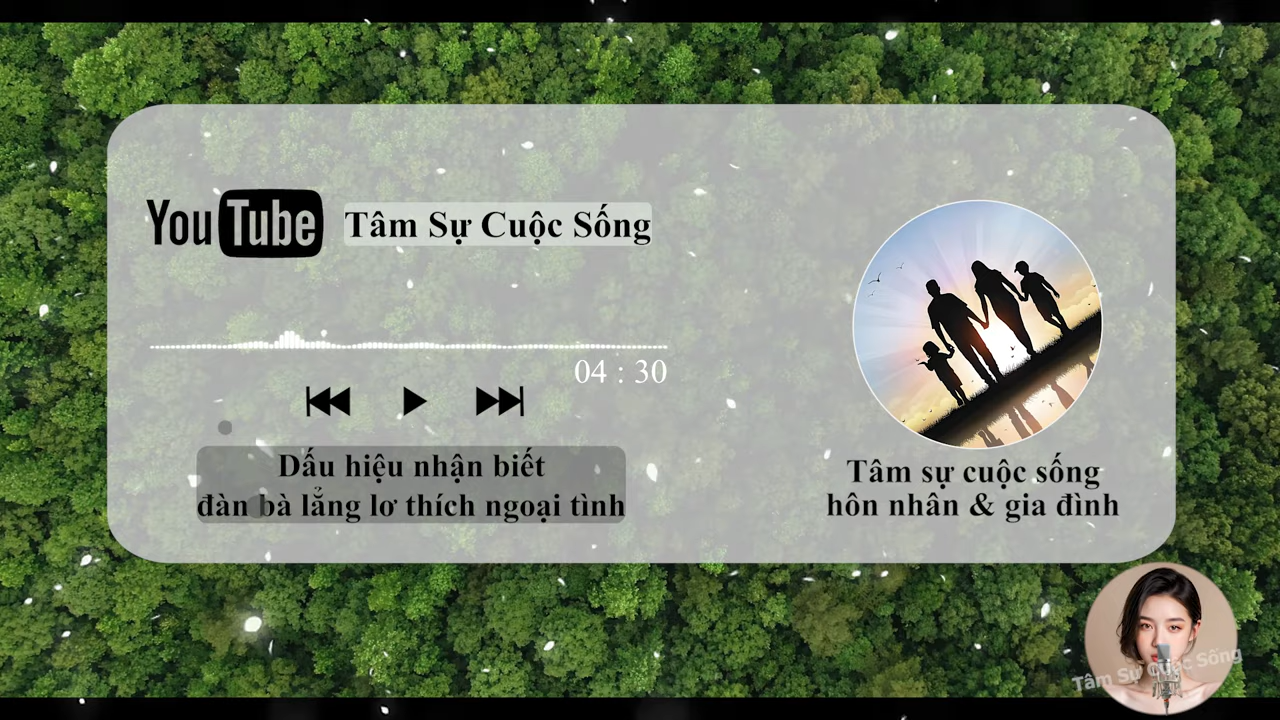 YouTube Tâm Sự Cuộc Sống
04 : 30
Dấu hiệu nhận biết
đàn bà lẳng lơ thích ngoại tình
Tâm sự cuộc sống
hôn nhân & gia đình
Tâm Sự Cuộc Sống